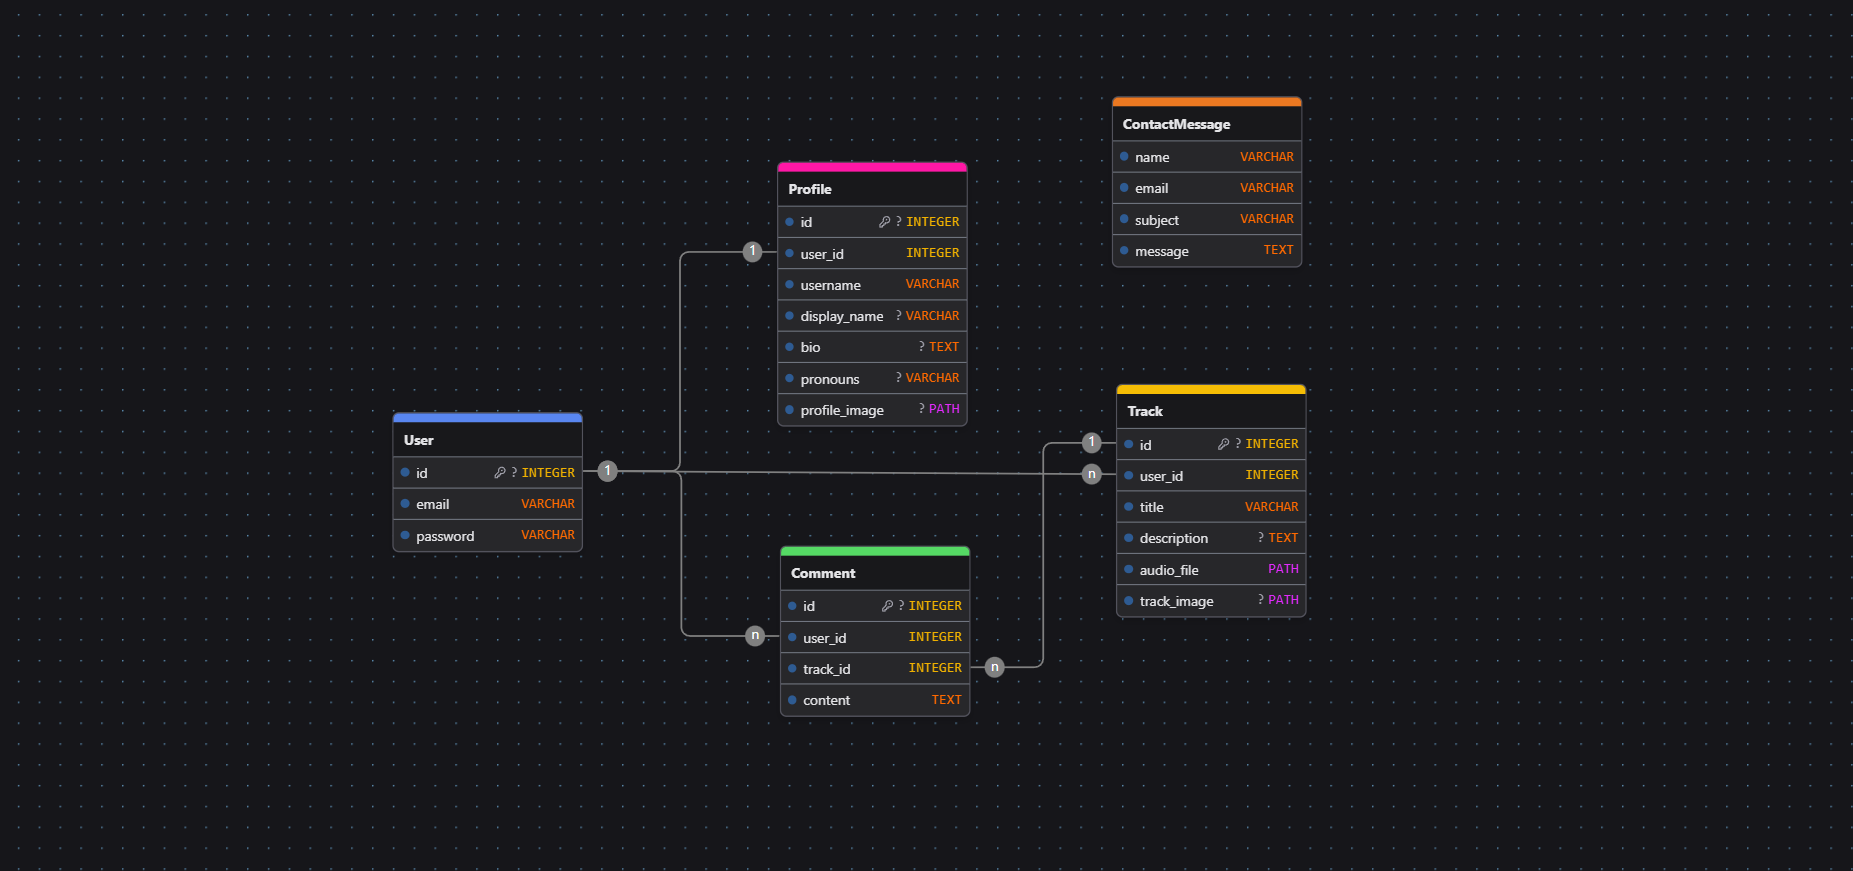 ContactMessage
name VARCHAR
email VARCHAR
subject VARCHAR
message TEXT
Profile
id ? INTEGER
user_id INTEGER
username VARCHAR
display_name ? VARCHAR
bio ? TEXT
pronouns ? VARCHAR
profile_image ? PATH
1
User
id ? INTEGER
email VARCHAR
password VARCHAR
1
Track
id ? INTEGER
user_id INTEGER
title VARCHAR
description ? TEXT
audio_file PATH
track_image ? PATH
1
n
Comment
id ? INTEGER
user_id INTEGER
track_id INTEGER
content TEXT
n
n